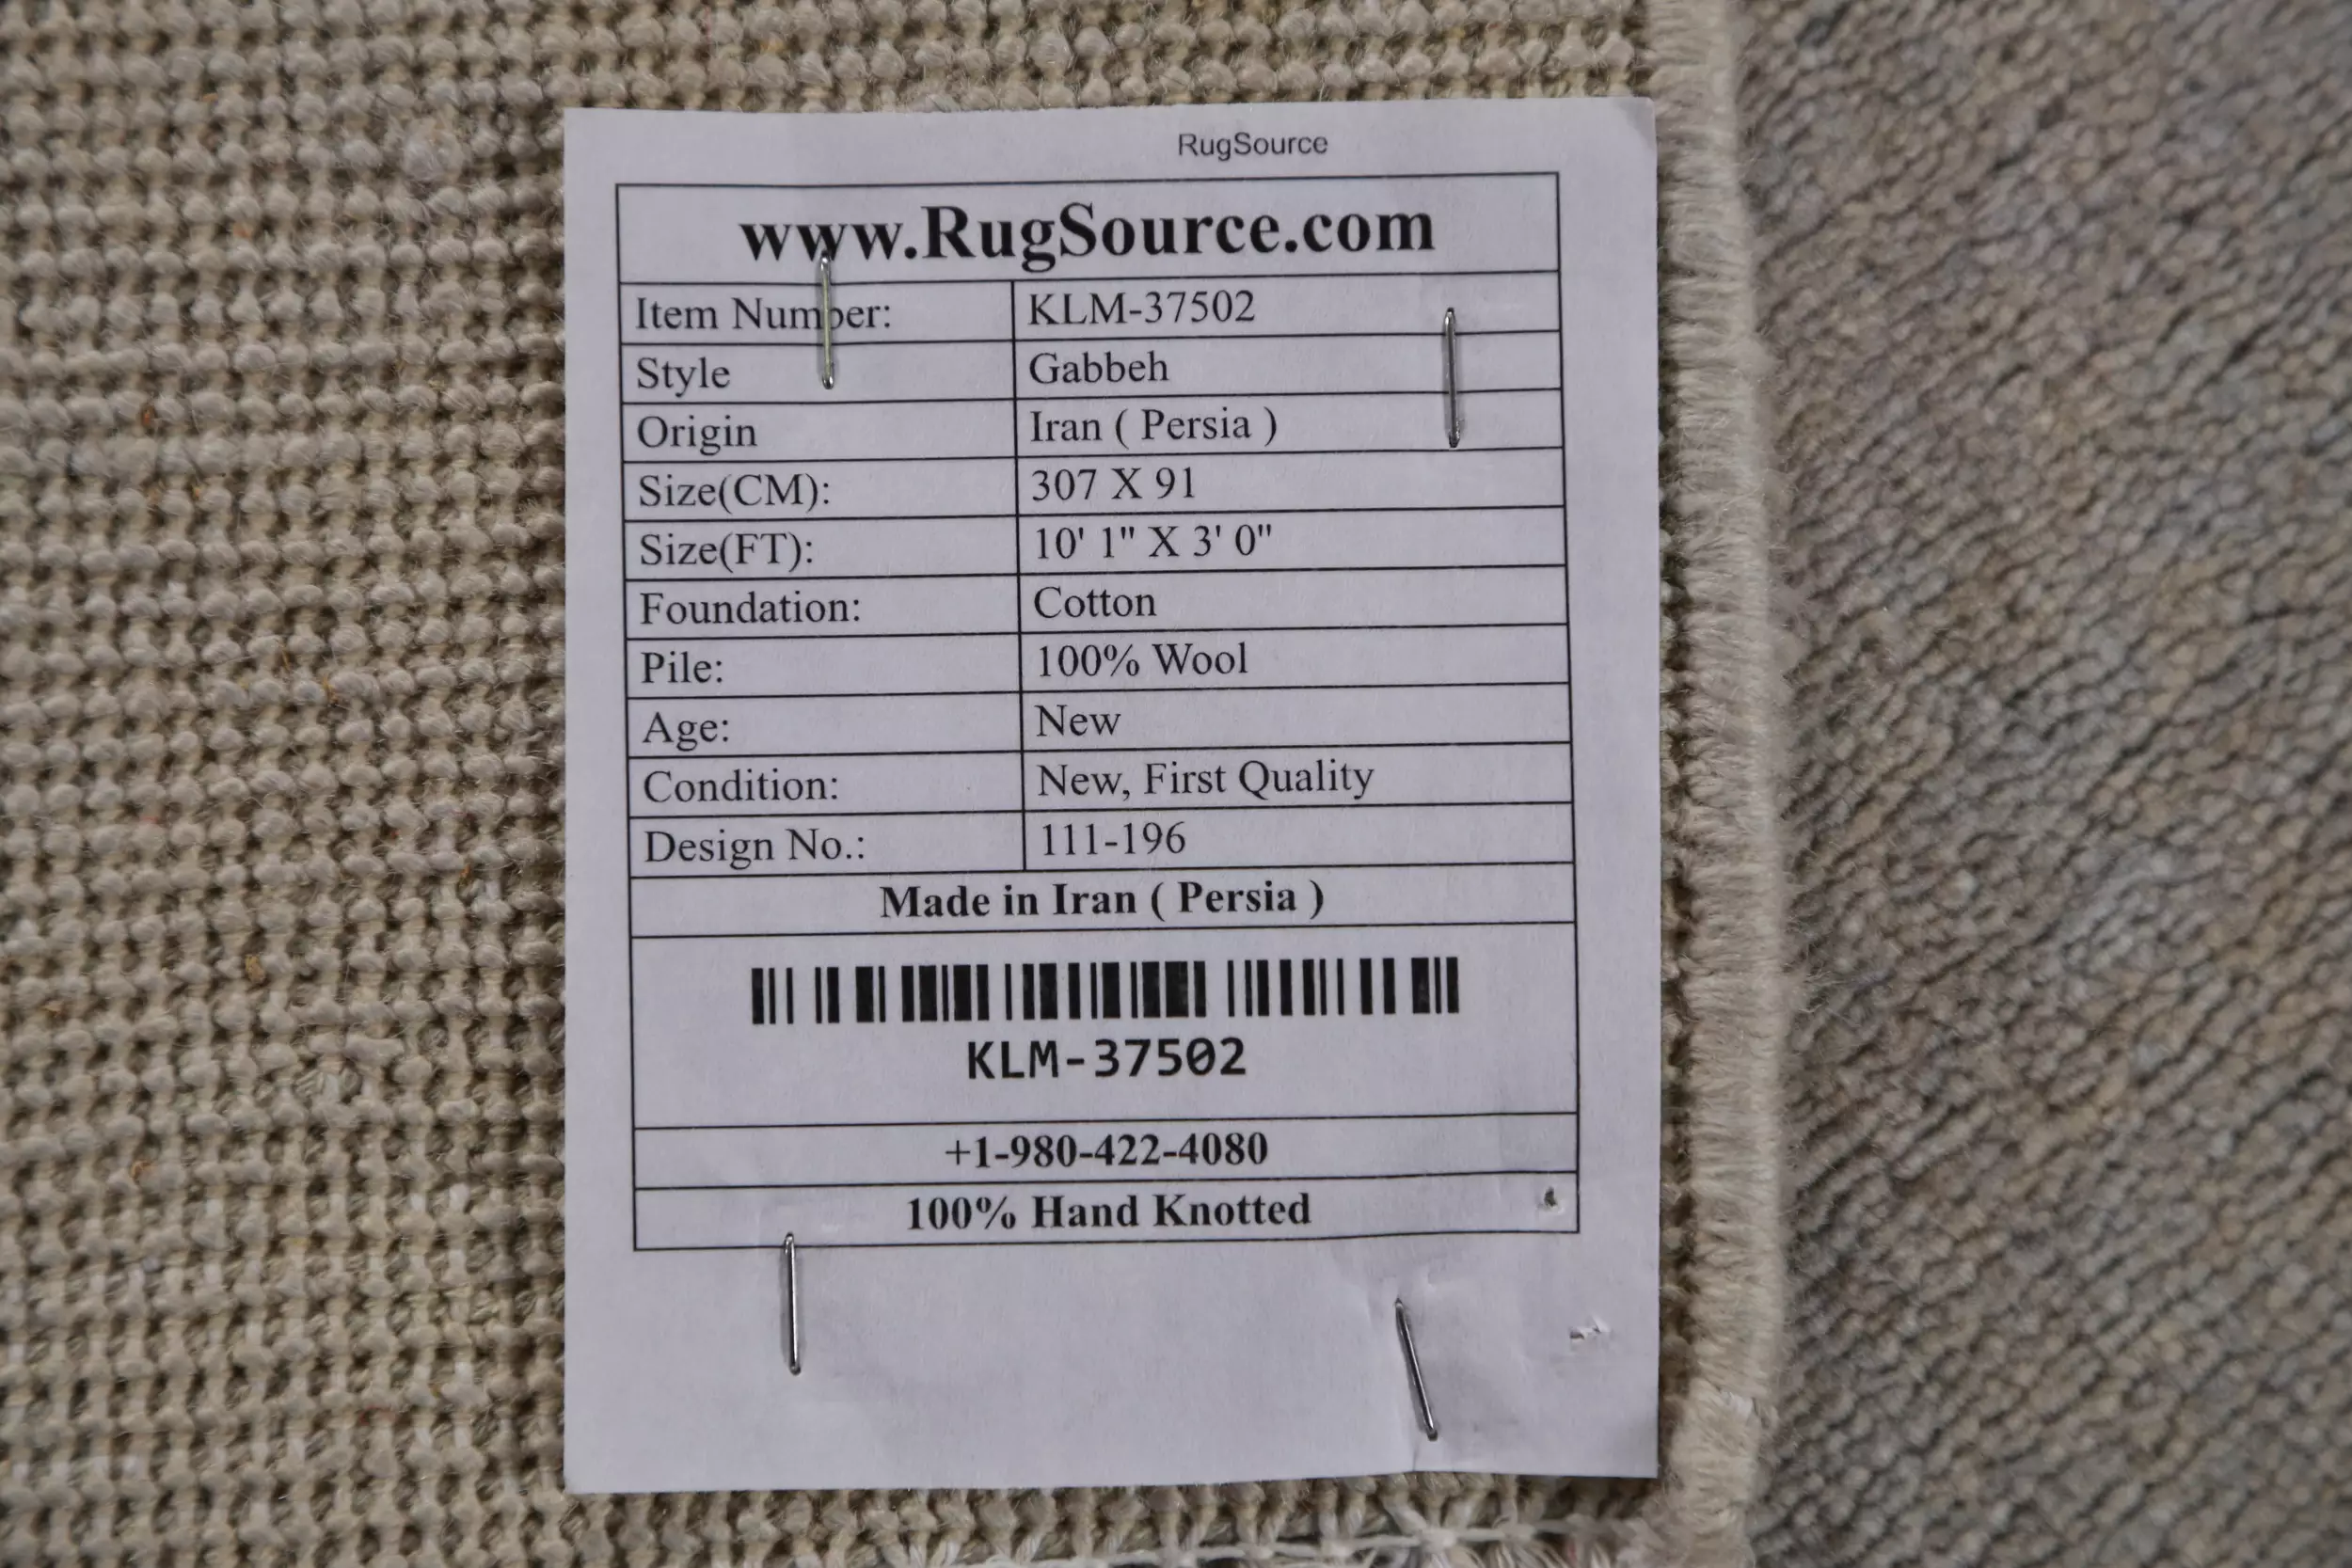 RugSource
www.RugSource.com
Item Number: KLM-37502
Style Gabbeh
Origin Iran ( Persia )
Size(CM): 307 X 91
Size(FT): 10' 1" X 3' 0"
Foundation: Cotton
Pile: 100% Wool
Age: New
Condition: New, First Quality
Design No.: 111-196
Made in Iran ( Persia )
KLM-37502
+1-980-422-4080
100% Hand Knotted